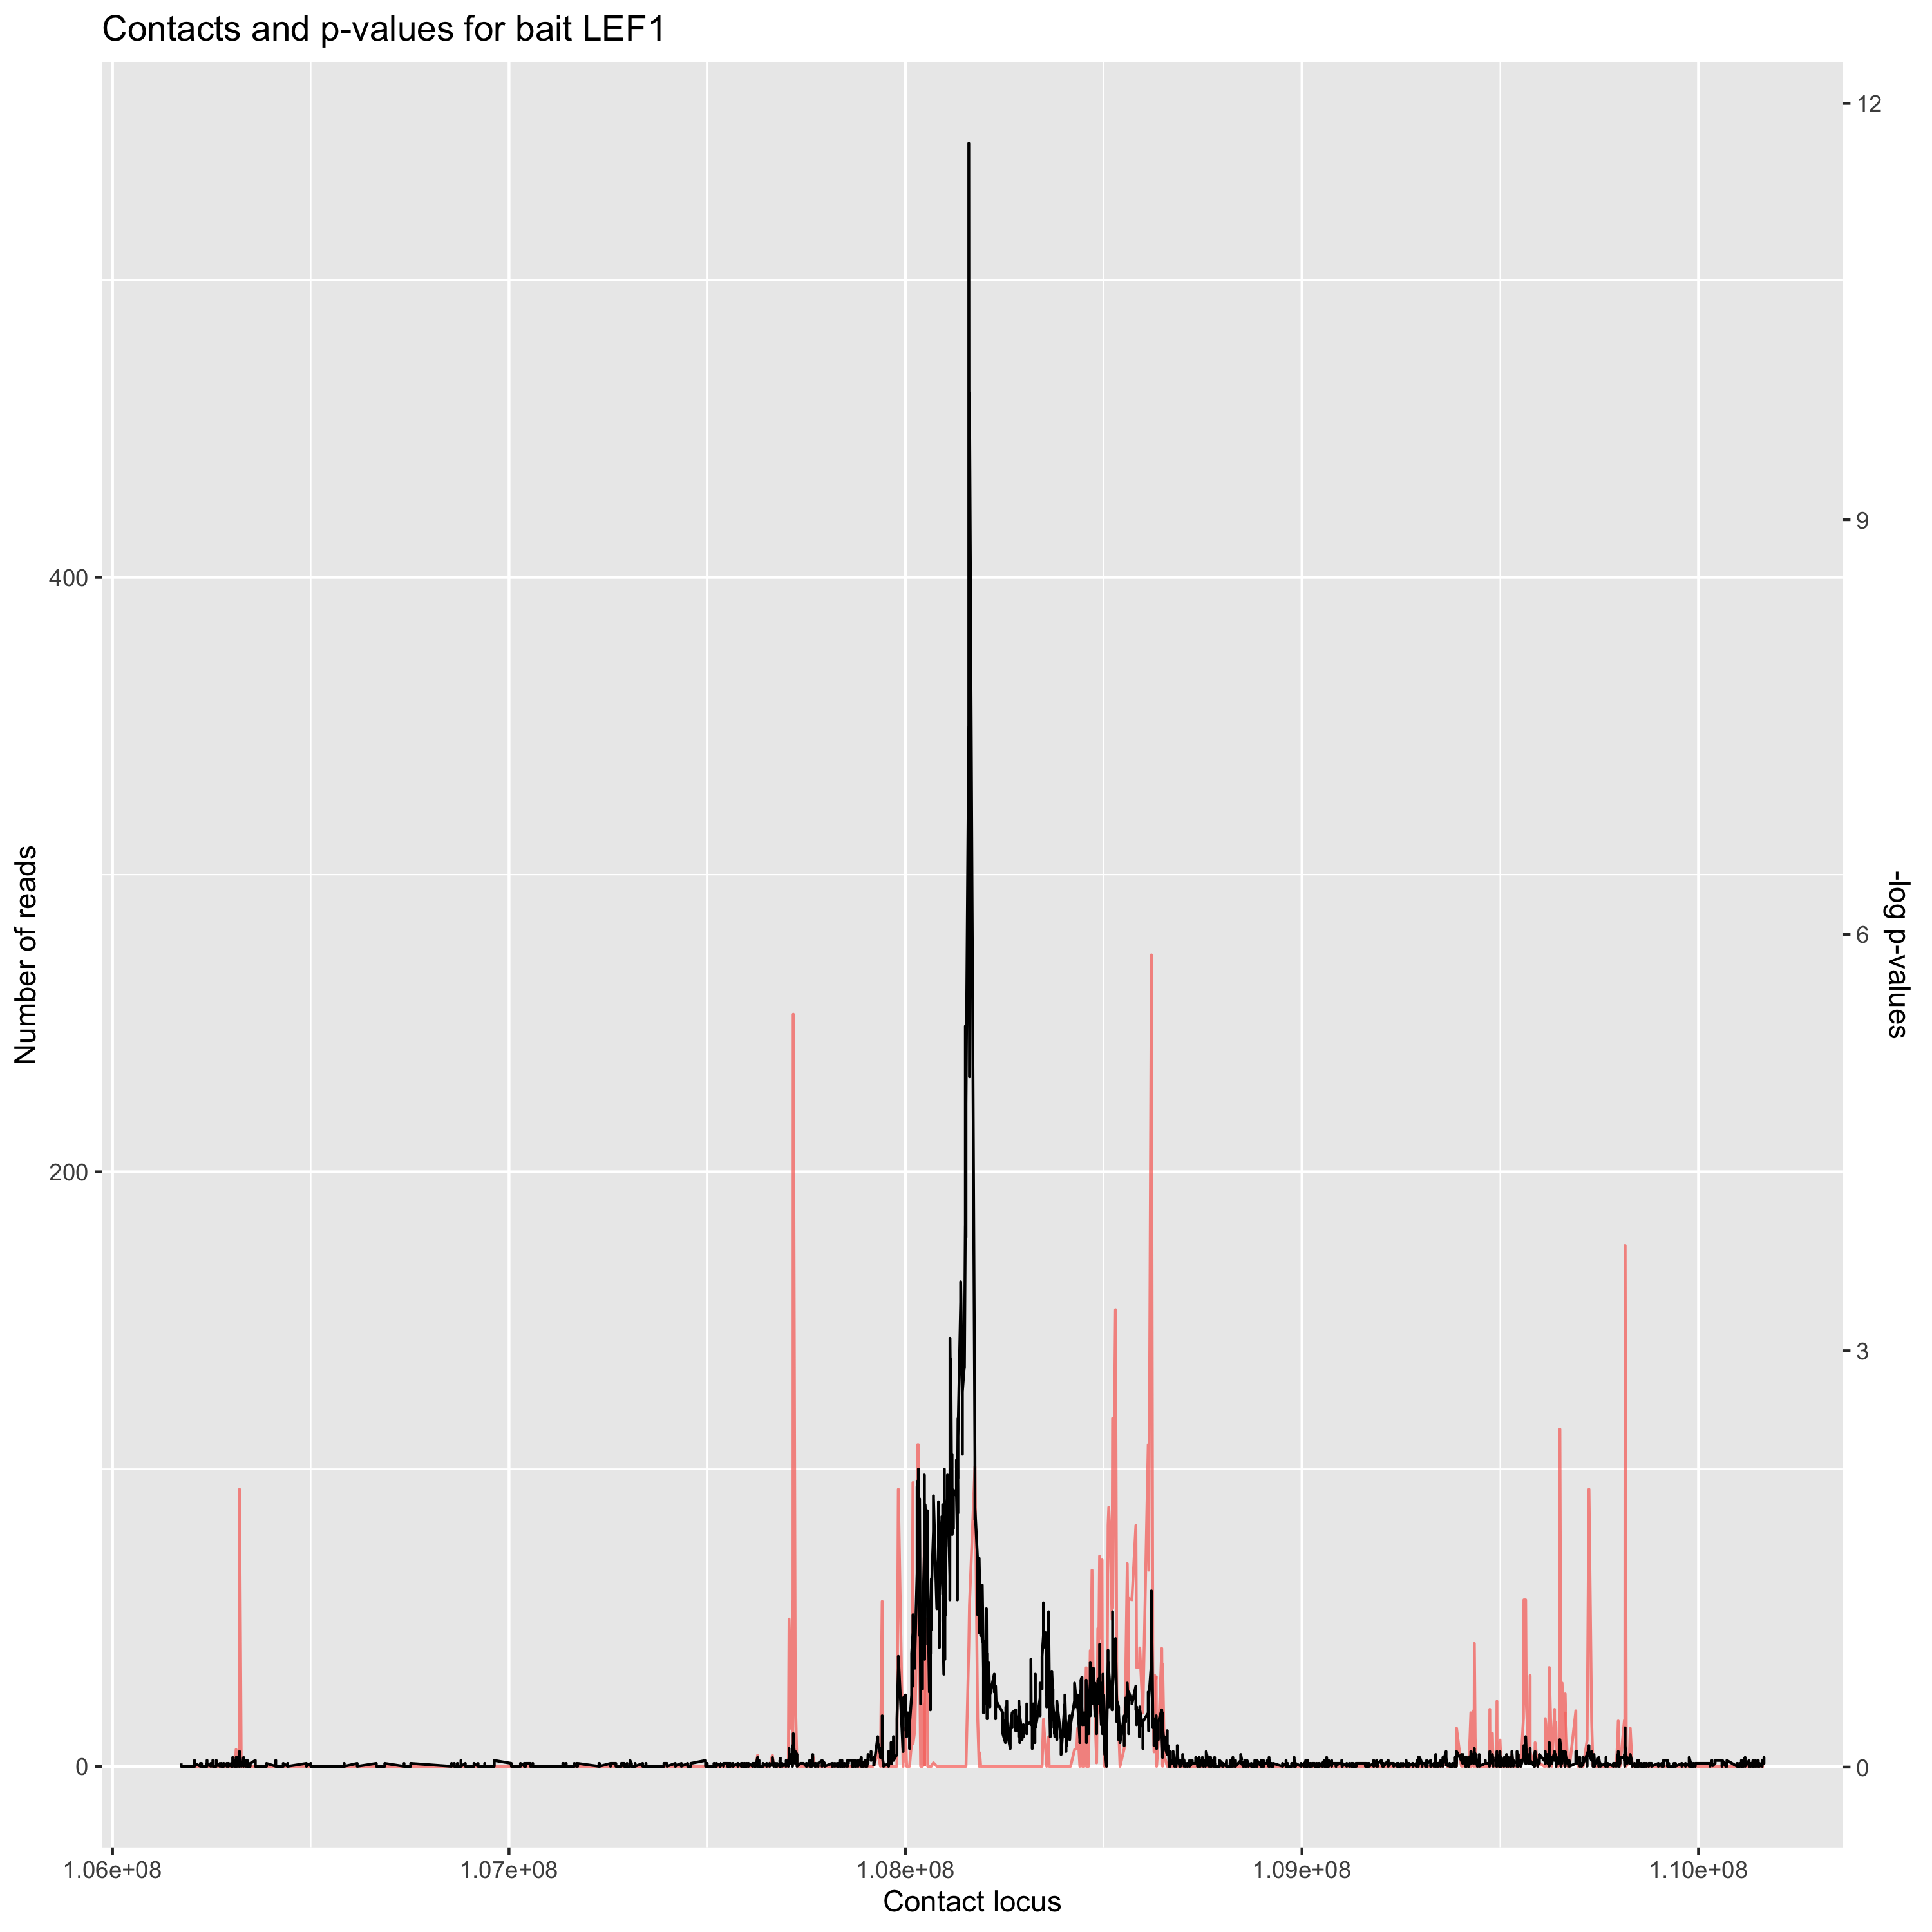 Contacts and p-values for bait LEF1
12
9
400
6
Number of reads
-log p-values
200
3
0
0
1.06e+08
1.07e+08
1.08e+08
1.09e+08
1.10e+08
Contact locus